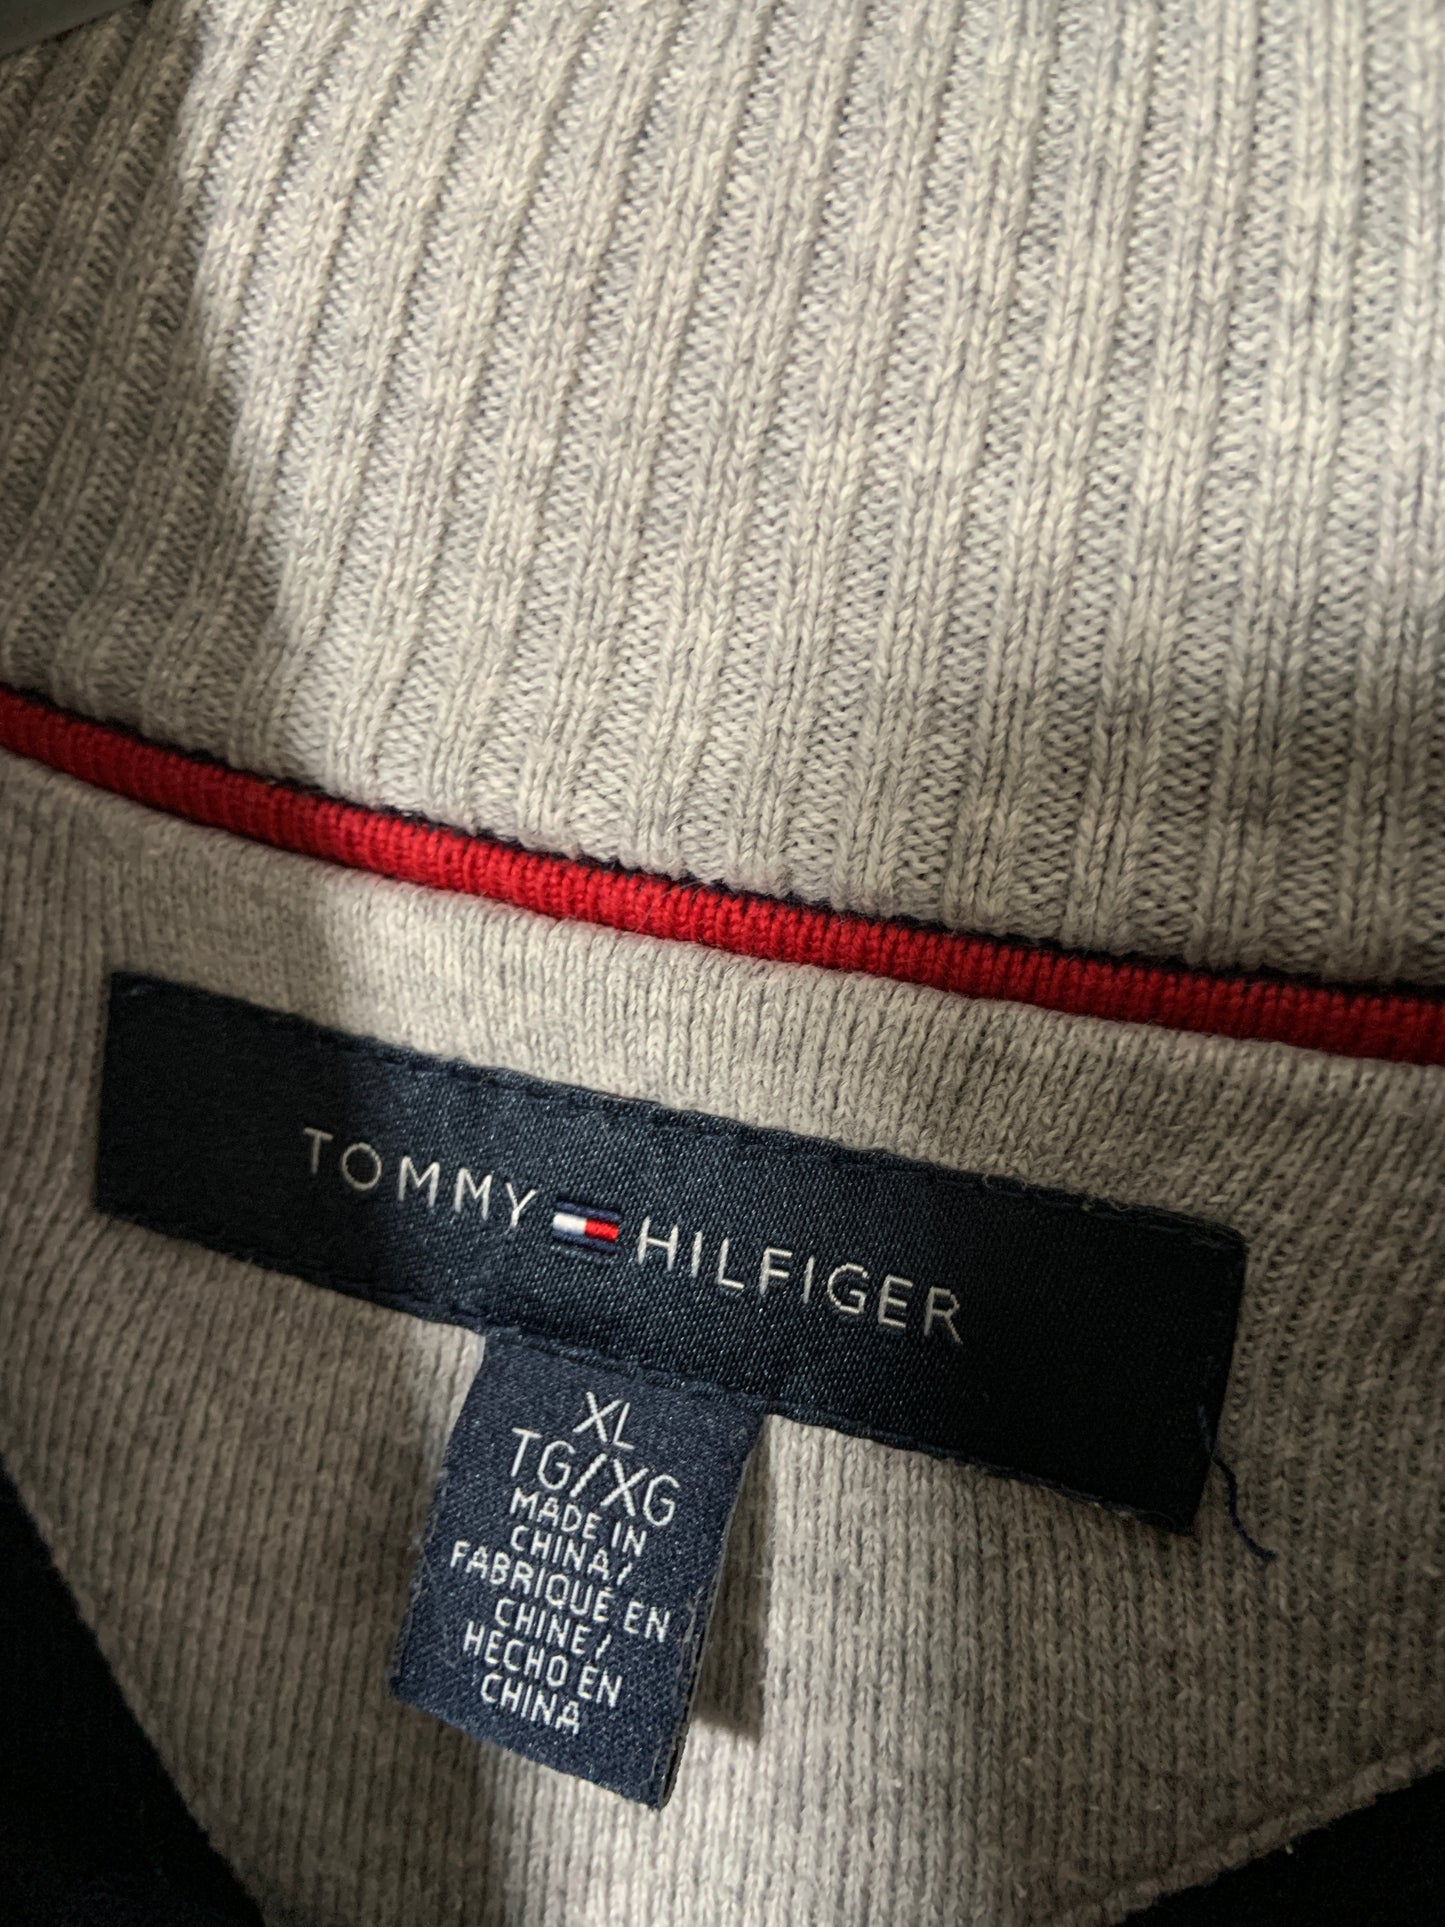 TOMMY HILFIGER
XL
TG/XG
MADE IN
CHINA/
FABRIQUÉ EN
CHINE/
HECHO EN
CHINA